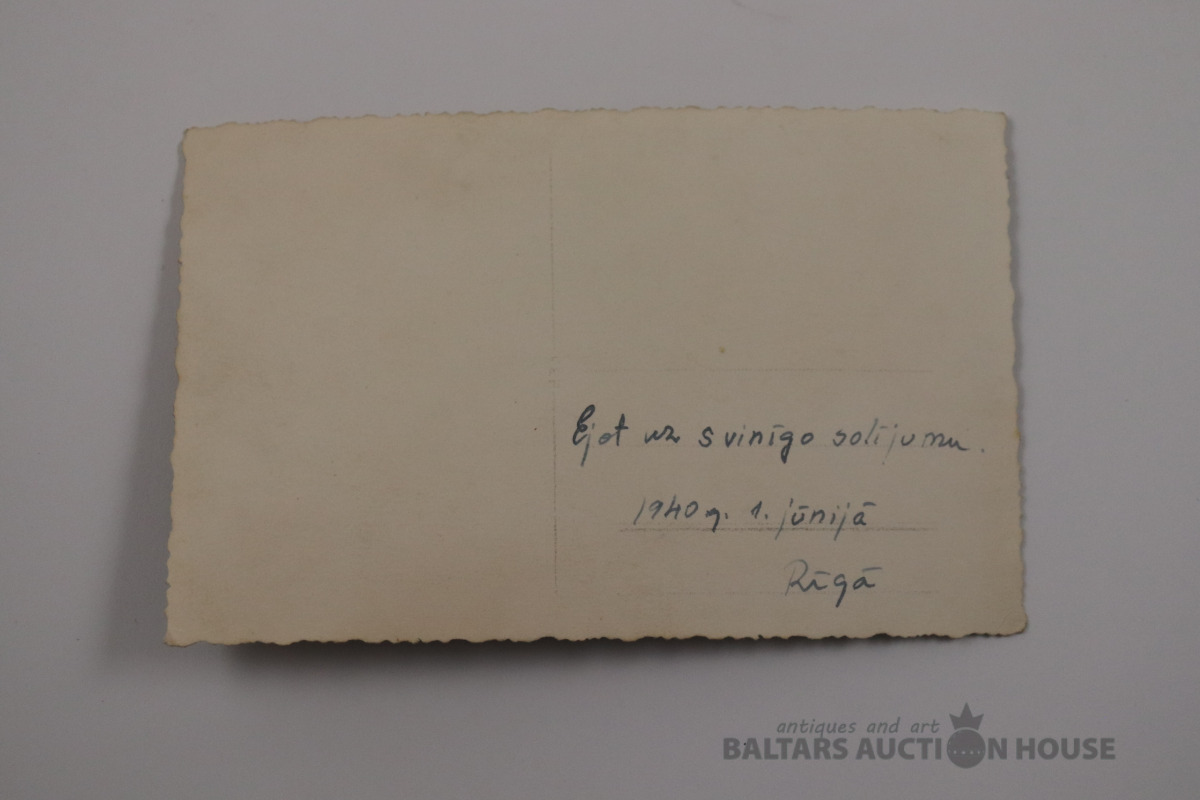 Ejot uz svinīgo solījumu.
1940 g. 1. jūnijā
Rīgā
antiques and art
BALTARS AUCTION HOUSE